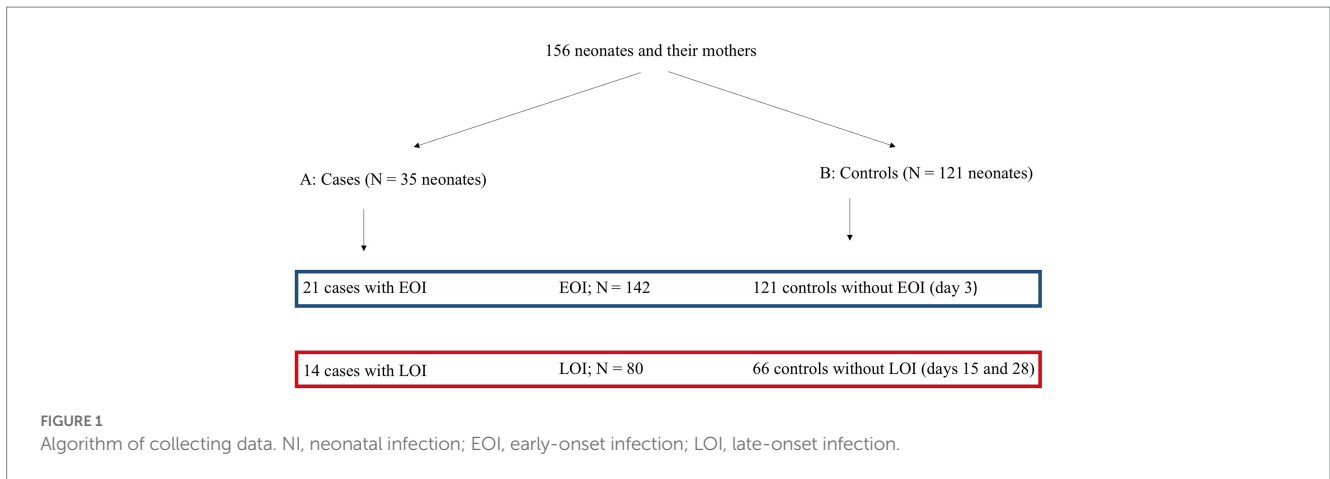 156 neonates and their mothers
A: Cases (N = 35 neonates)
B: Controls (N = 121 neonates)
21 cases with EOI EOI; N = 142 121 controls without EOI (day 3)
14 cases with LOI LOI; N = 80 66 controls without LOI (days 15 and 28)
FIGURE 1
Algorithm of collecting data. NI, neonatal infection; EOI, early-onset infection; LOI, late-onset infection.